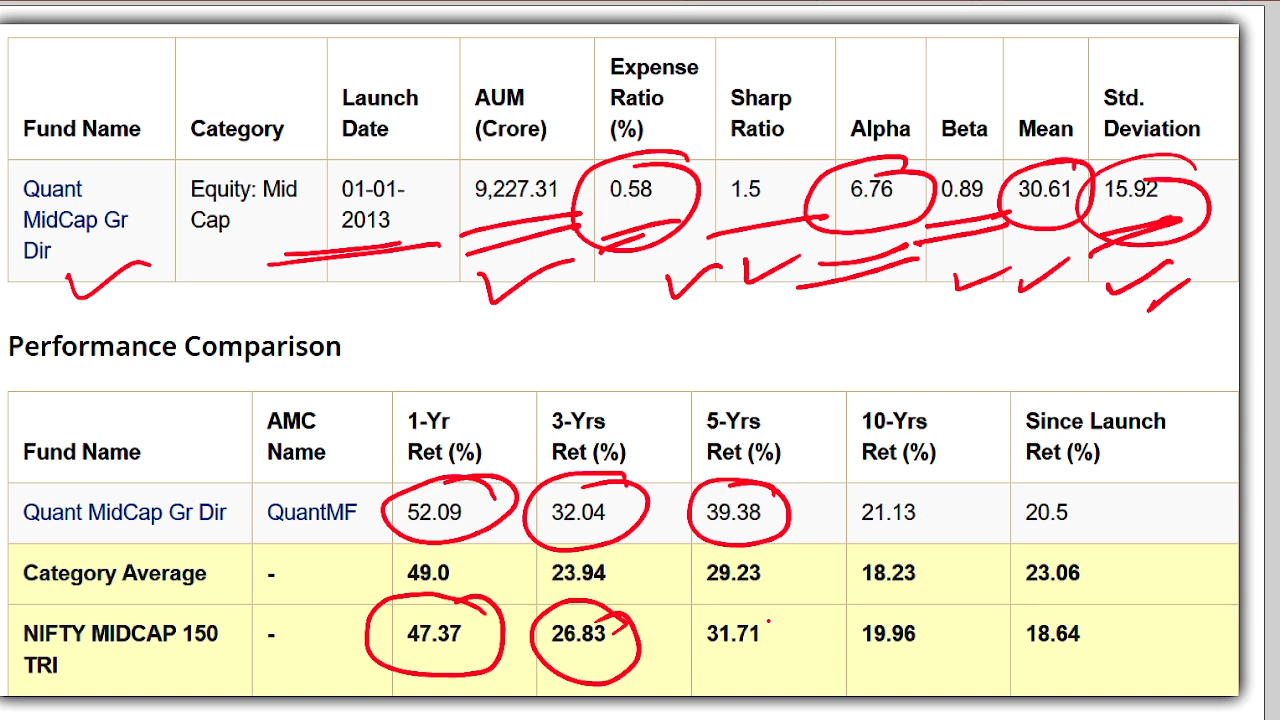 Fund Name Category Launch Date AUM (Crore) Expense Ratio (%) Sharp Ratio Alpha Beta Mean Std. Deviation
Quant MidCap Gr Dir Equity: Mid Cap 01-01-2013 9,227.31 0.58 1.5 6.76 0.89 30.61 15.92
Performance Comparison
Fund Name AMC Name 1-Yr Ret (%) 3-Yrs Ret (%) 5-Yrs Ret (%) 10-Yrs Ret (%) Since Launch Ret (%)
Quant MidCap Gr Dir QuantMF 52.09 32.04 39.38 21.13 20.5
Category Average - 49.0 23.94 29.23 18.23 23.06
NIFTY MIDCAP 150 TRI - 47.37 26.83 31.71 19.96 18.64